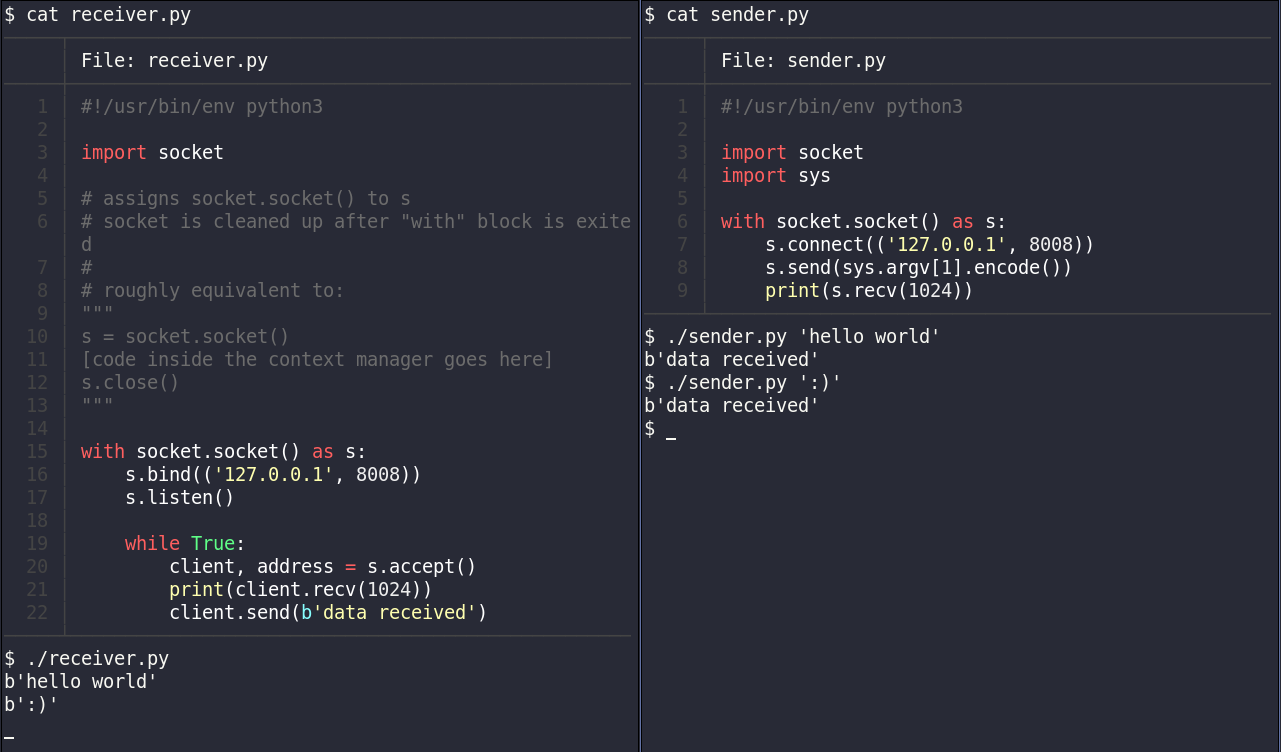 $ cat receiver.py
File: receiver.py
1 #!/usr/bin/env python3
2
3 import socket
4
5 # assigns socket.socket() to s
6 # socket is cleaned up after "with" block is exite
d
7 #
8 # roughly equivalent to:
9 """
10 s = socket.socket()
11 [code inside the context manager goes here]
12 s.close()
13 """
14
15 with socket.socket() as s:
16     s.bind(('127.0.0.1', 8008))
17     s.listen()
18
19     while True:
20         client, address = s.accept()
21         print(client.recv(1024))
22         client.send(b'data received')
$ ./receiver.py
b'hello world'
b':)'
$ cat sender.py
File: sender.py
1 #!/usr/bin/env python3
2
3 import socket
4 import sys
5
6 with socket.socket() as s:
7     s.connect(('127.0.0.1', 8008))
8     s.send(sys.argv[1].encode())
9     print(s.recv(1024))
$ ./sender.py 'hello world'
b'data received'
$ ./sender.py ':)'
b'data received'
$ _